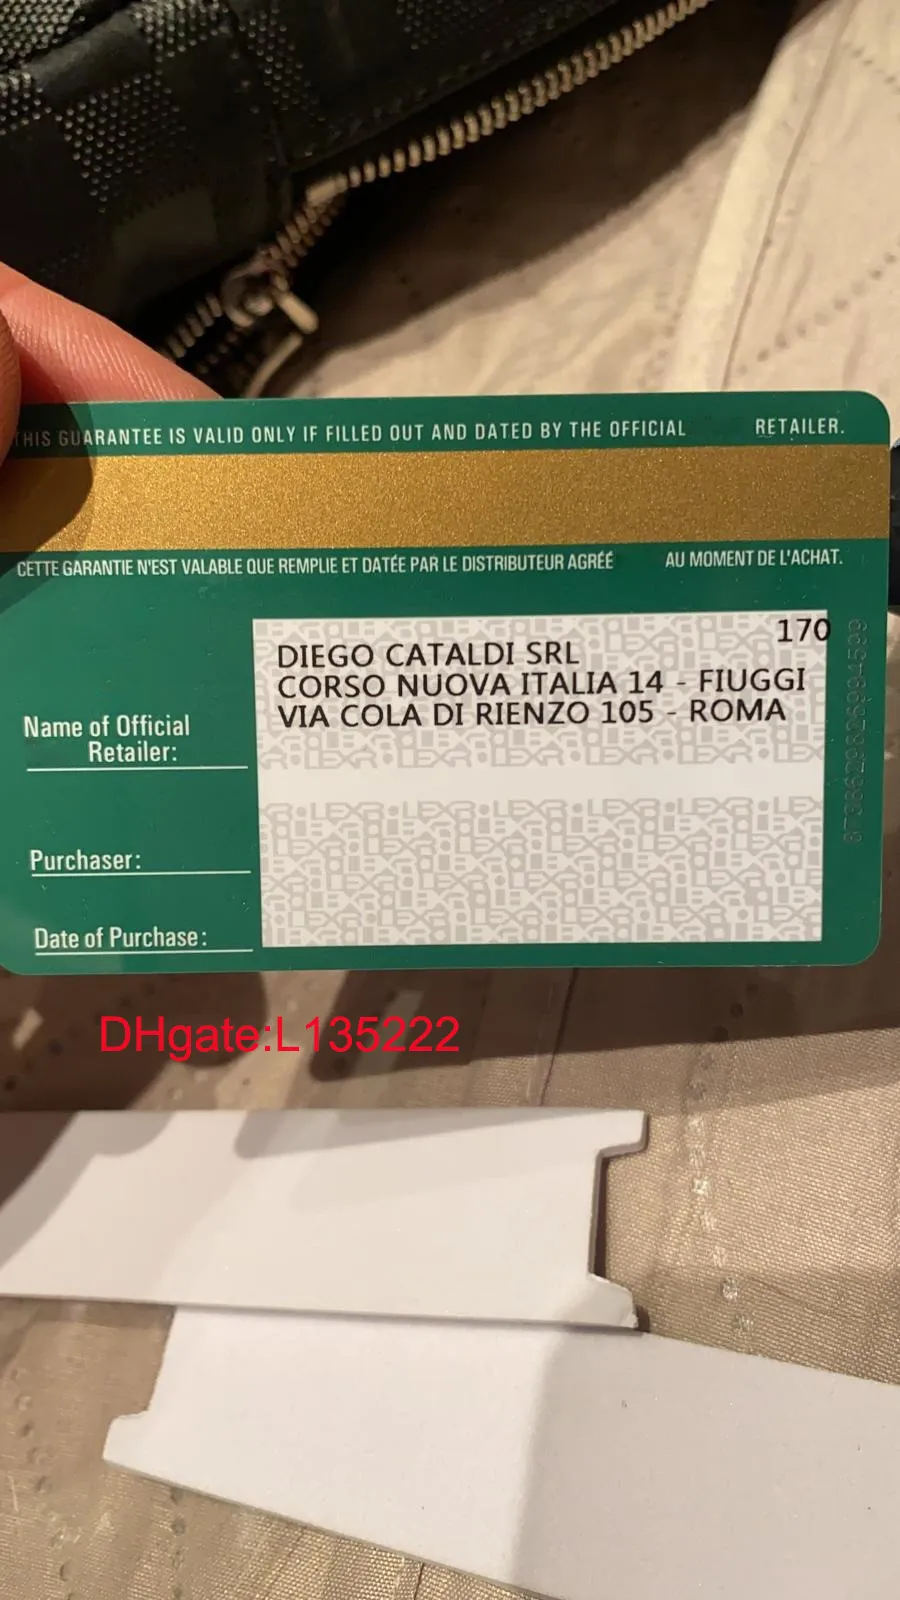 THIS GUARANTEE IS VALID ONLY IF FILLED OUT AND DATED BY THE OFFICIAL RETAILER.
CETTE GARANTIE N'EST VALABLE QUE REMPLIE ET DATÉE PAR LE DISTRIBUTEUR AGRÉÉ AU MOMENT DE L'ACHAT.
170
DIEGO CATALDI SRL
CORSO NUOVA ITALIA 14 - FIUGGI
VIA COLA DI RIENZO 105 - ROMA
Name of Official
Retailer:
Purchaser:
Date of Purchase:
DHgate:L135222